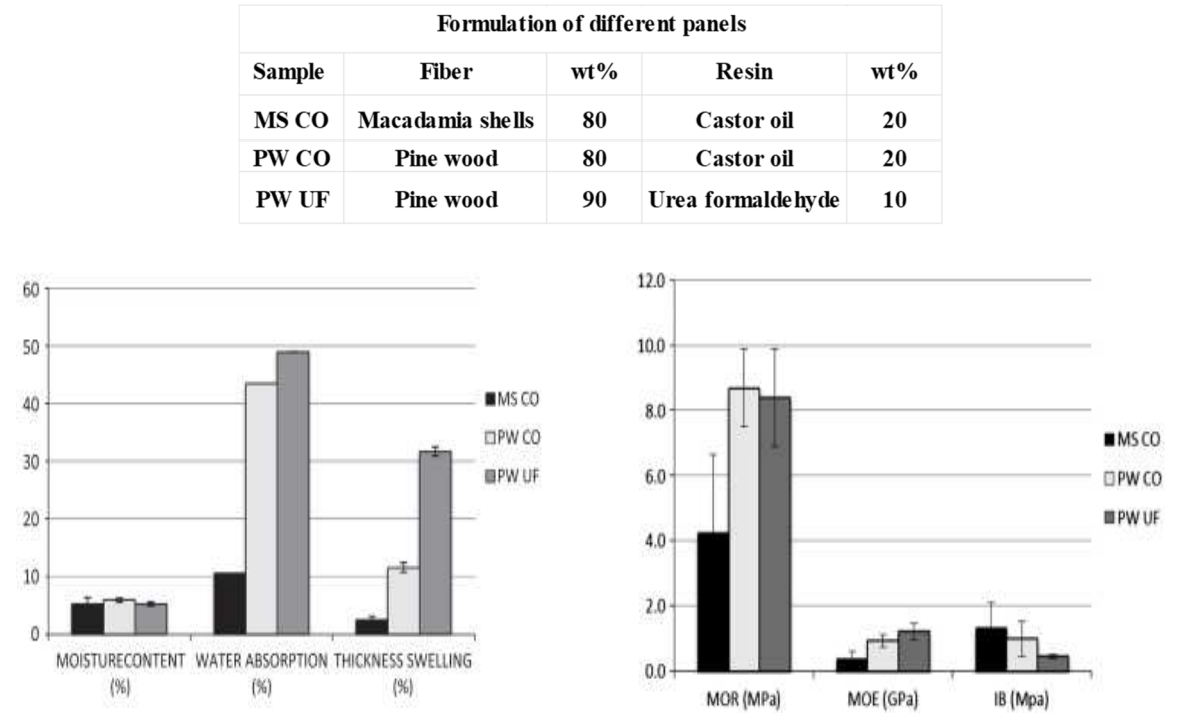 Formulation of different panels
Sample Fiber wt% Resin wt%
MS CO Macadamia shells 80 Castor oil 20
PW CO Pine wood 80 Castor oil 20
PW UF Pine wood 90 Urea formaldehyde 10
60
50
40
30
20
10
0
MOISTURECONTENT (%)
WATER ABSORPTION (%)
THICKNESS SWELLING (%)
MS CO
PW CO
PW UF
12.0
10.0
8.0
6.0
4.0
2.0
0.0
MOR (MPa)
MOE (GPa)
IB (Mpa)
MS CO
PW CO
PW UF